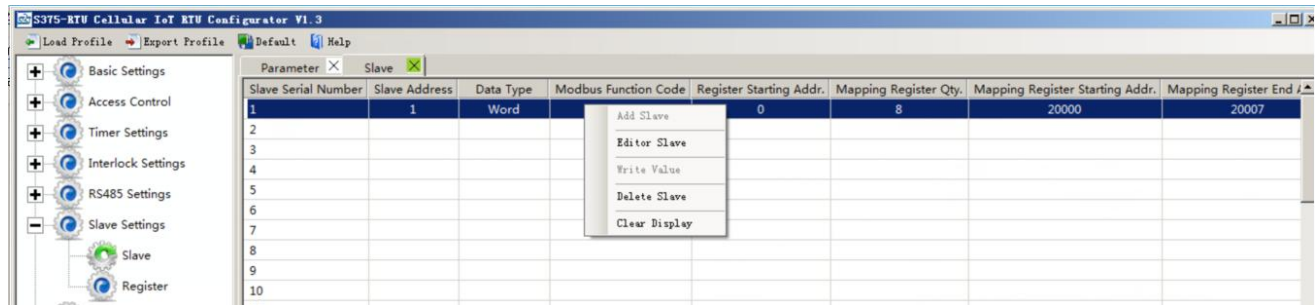 S375-RTU Cellular IoT RTU Configurator V1.3
Load Profile Export Profile Default Help
Basic Settings
Access Control
Timer Settings
Interlock Settings
RS485 Settings
Slave Settings
Slave
Register
Parameter Slave
Slave Serial Number Slave Address Data Type Modbus Function Code Register Starting Addr. Mapping Register Qty. Mapping Register Starting Addr. Mapping Register End
1 1 Word 0 8 20000 20007
2
3
4
5
6
7
8
9
10
Add Slave
Editor Slave
Write Value
Delete Slave
Clear Display